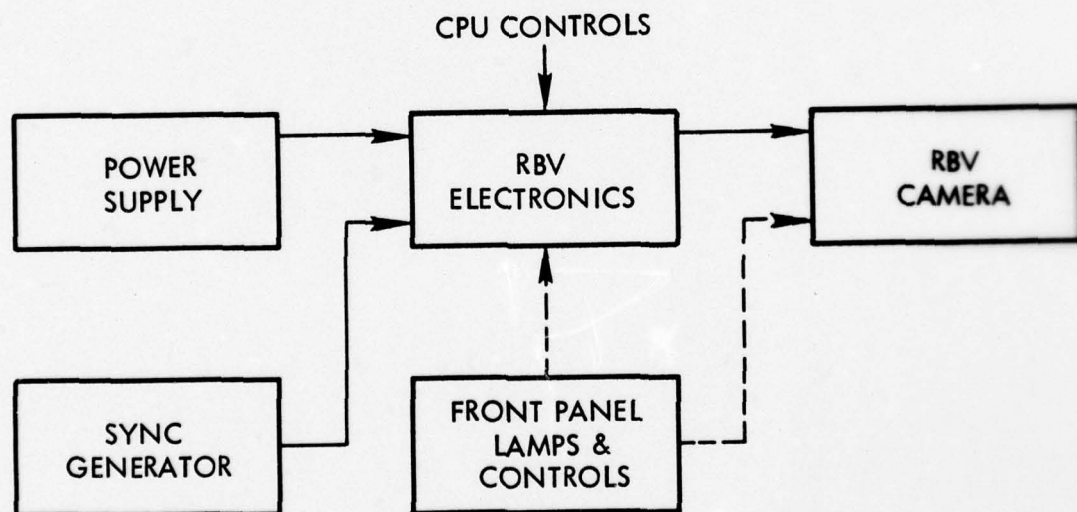 CPU CONTROLS
POWER
SUPPLY
RBV
ELECTRONICS
RBV
CAMERA
SYNC
GENERATOR
FRONT PANEL
LAMPS &
CONTROLS